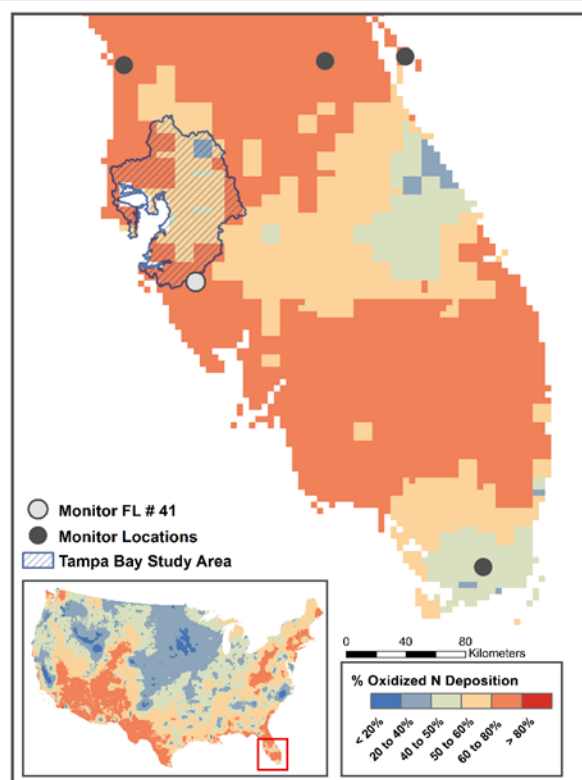 Monitor FL # 41
Monitor Locations
Tampa Bay Study Area
0 40 80
Kilometers
% Oxidized N Deposition
< 20%
20 to 40%
40 to 50%
50 to 60%
60 to 80%
> 80%